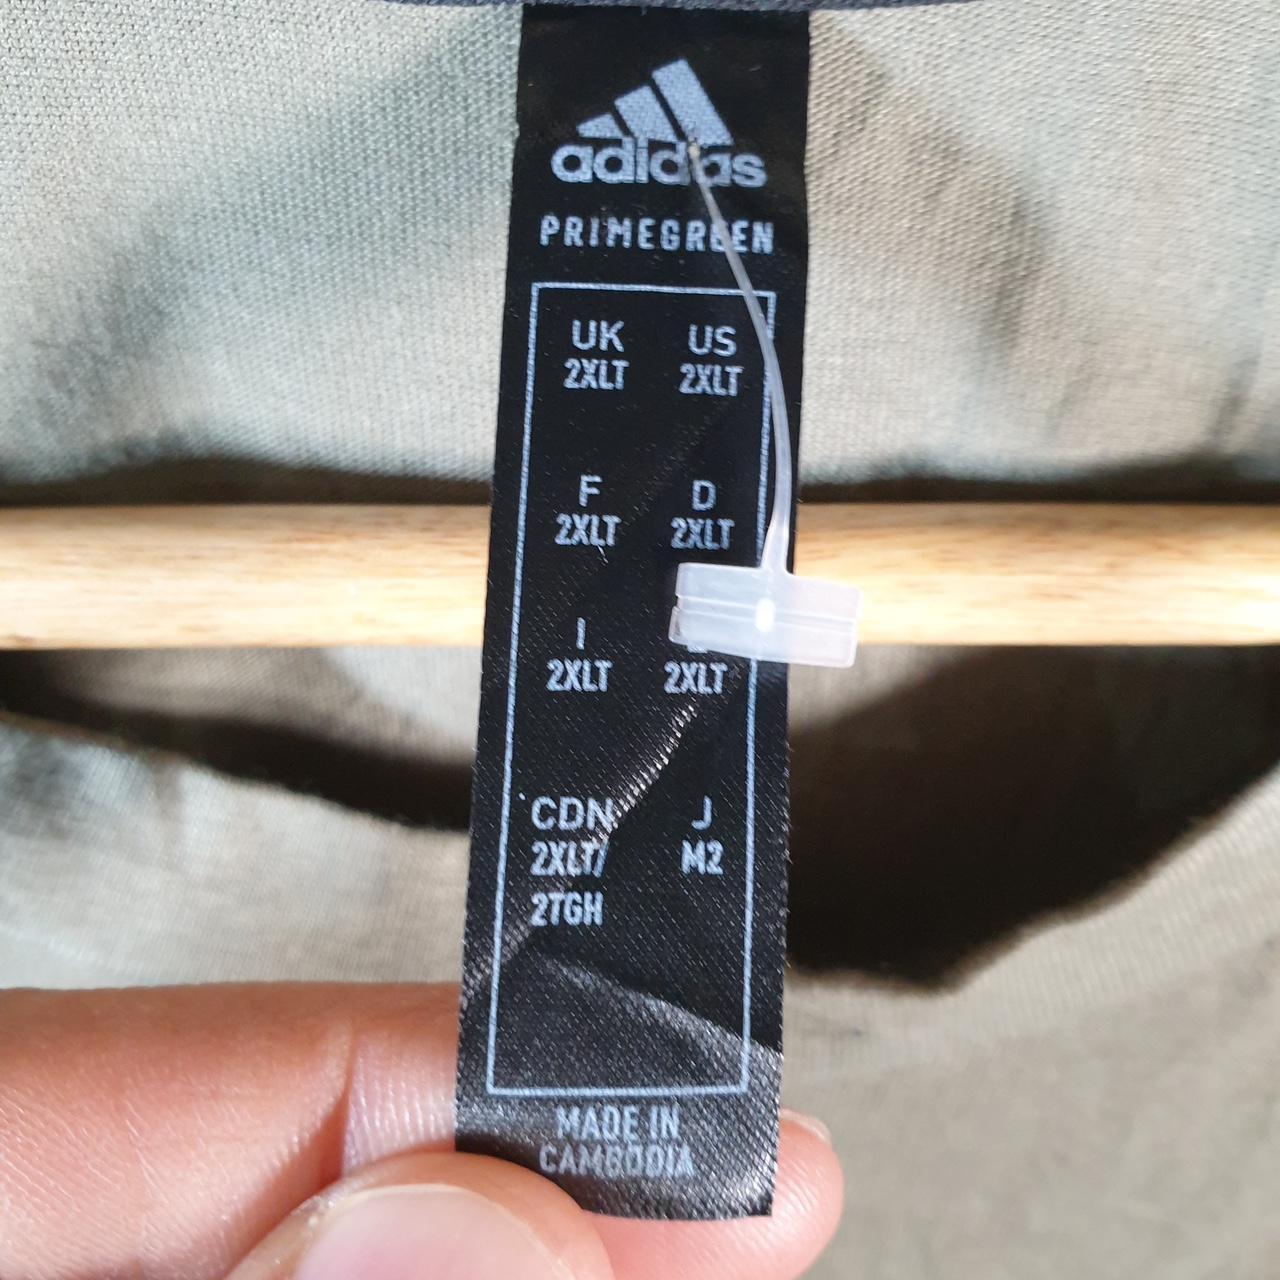 adidas
PRIMEGREEN
UK US
2XLT 2XLT
F D
2XLT 2XLT
I
2XLT 2XLT
CDN J
2XLT/ M2
2TGH
MADE IN
CAMBODIA